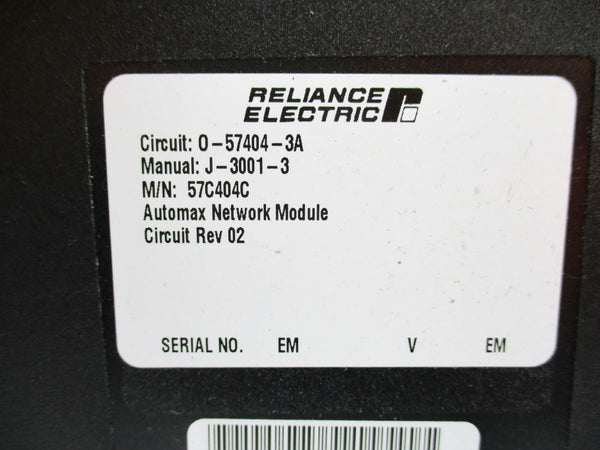 RELIANCE
ELECTRIC
Circuit: 0-57404-3A
Manual: J-3001-3
M/N: 57C404C
Automax Network Module
Circuit Rev 02
SERIAL NO. EM V EM